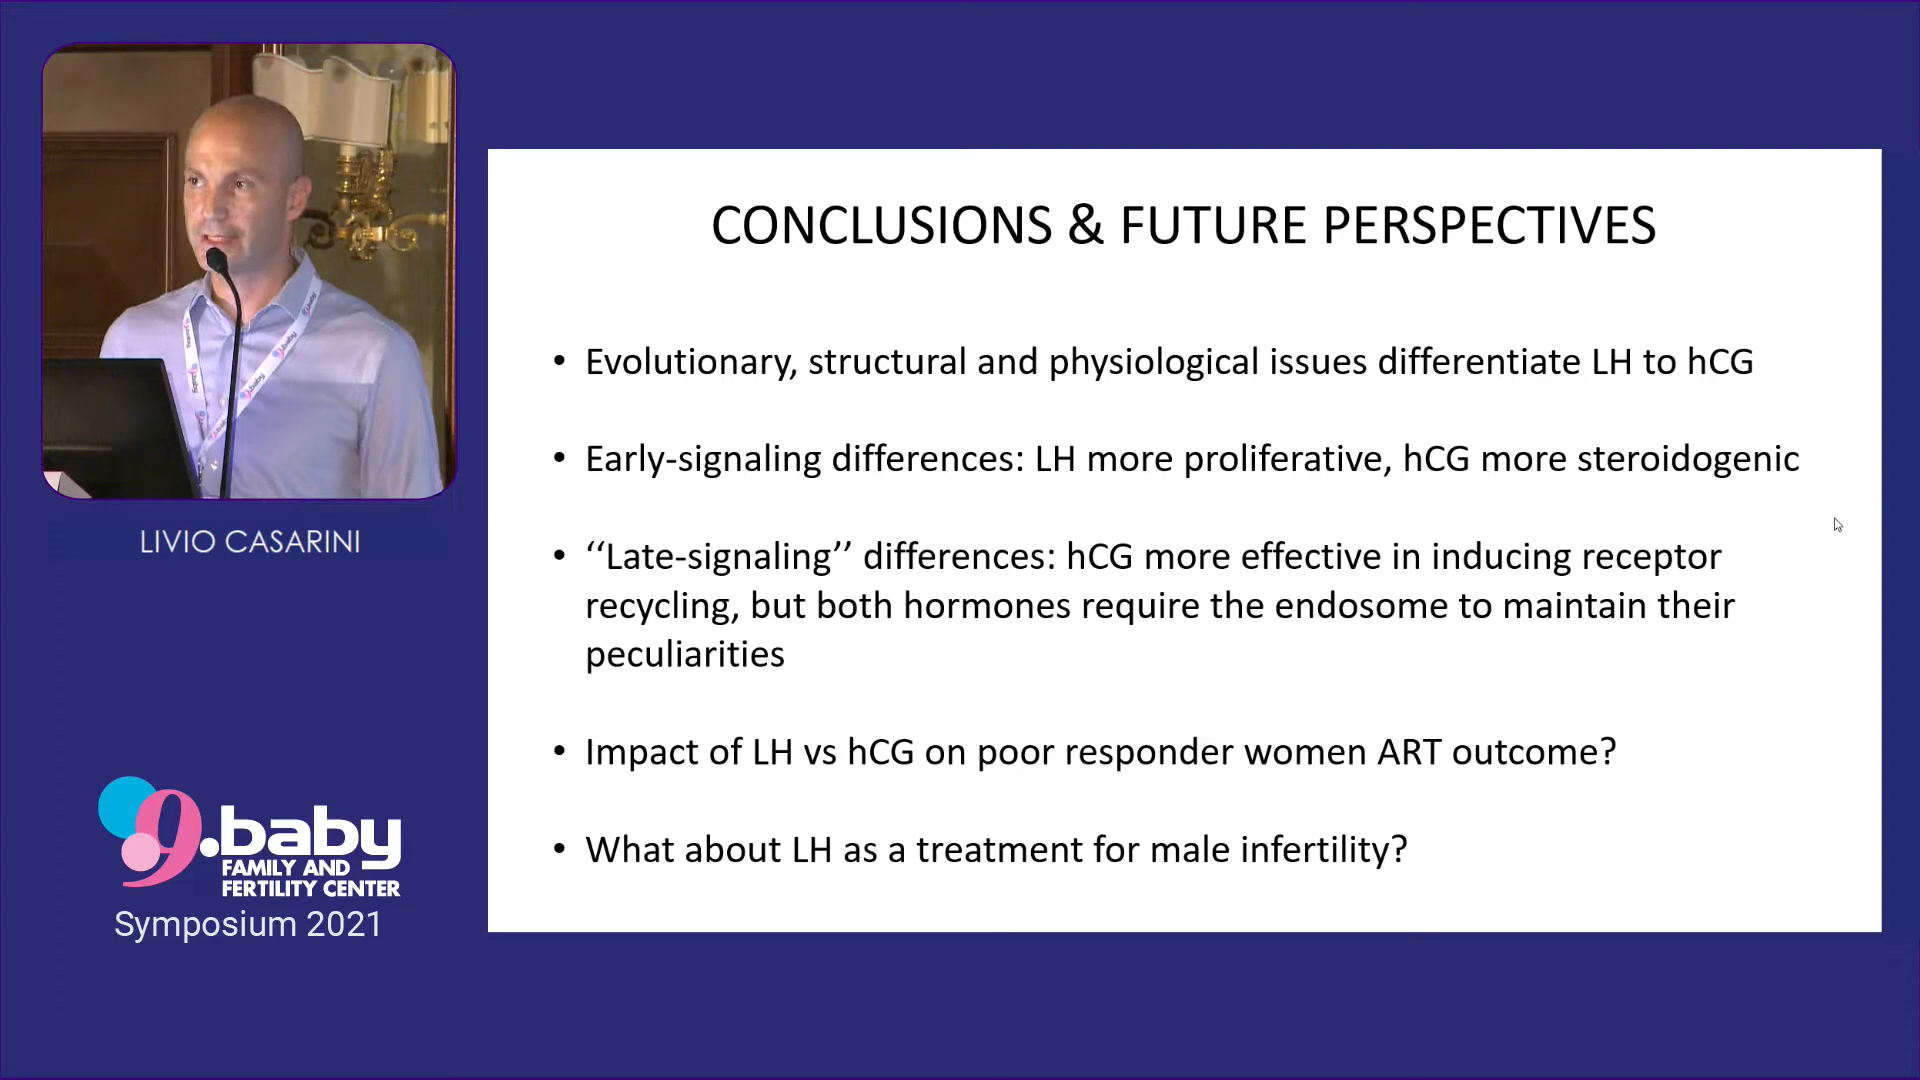 CONCLUSIONS & FUTURE PERSPECTIVES
• Evolutionary, structural and physiological issues differentiate LH to hCG
• Early-signaling differences: LH more proliferative, hCG more steroidogenic
• ‘‘Late-signaling’’ differences: hCG more effective in inducing receptor
recycling, but both hormones require the endosome to maintain their
peculiarities
• Impact of LH vs hCG on poor responder women ART outcome?
• What about LH as a treatment for male infertility?
LIVIO CASARINI
9.baby
FAMILY AND
FERTILITY CENTER
Symposium 2021